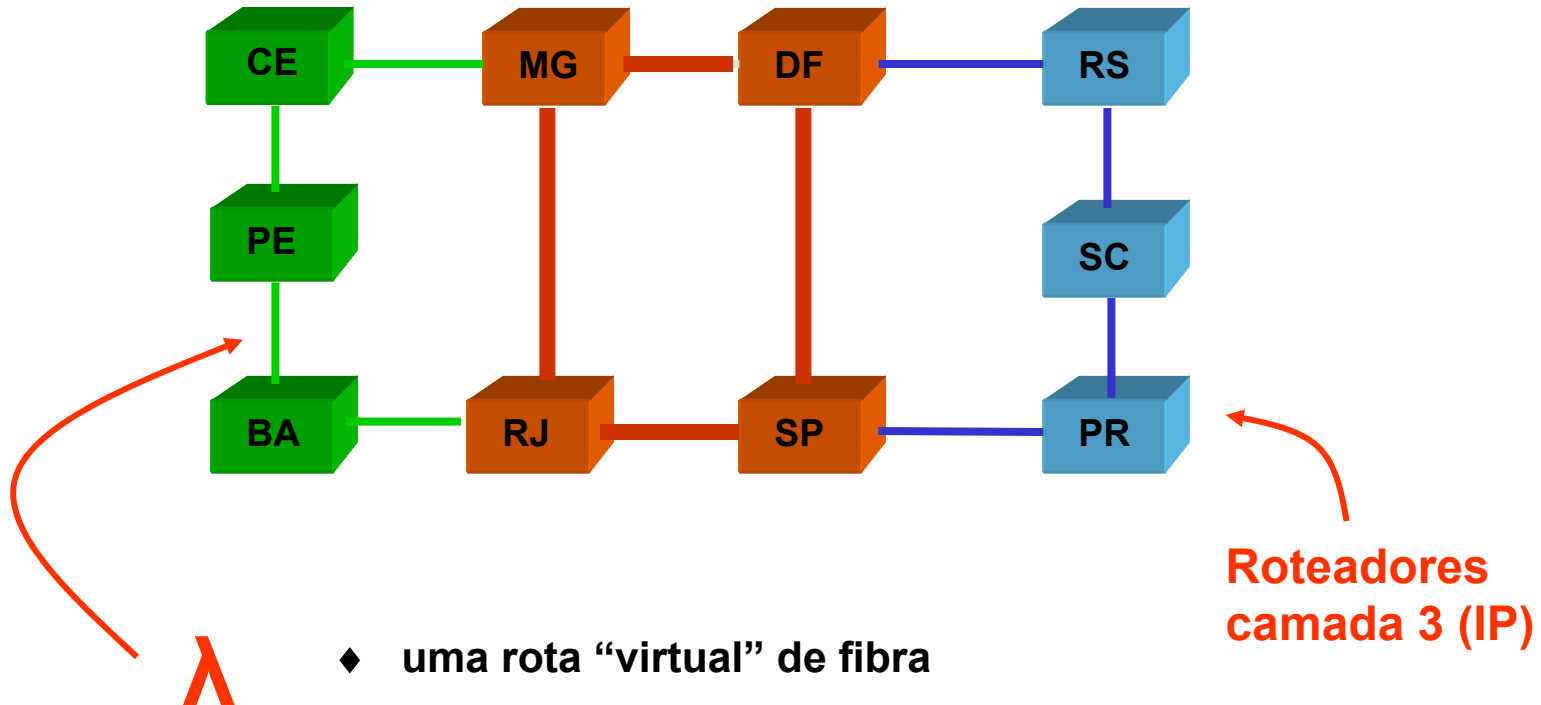 CE
MG
DF
RS
PE
SC
BA
RJ
SP
PR
Roteadores
camada 3 (IP)
λ
♦ uma rota “virtual” de fibra